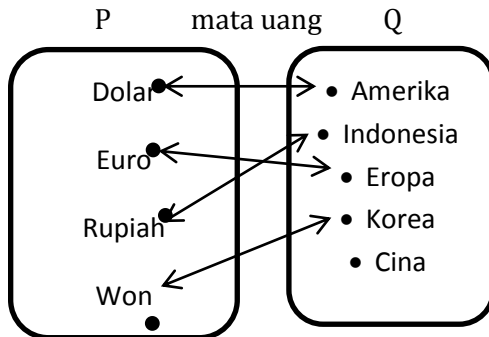 P mata uang Q
Dolar Amerika
Indonesia
Euro
Eropa
Rupiah Korea
Cina
Won